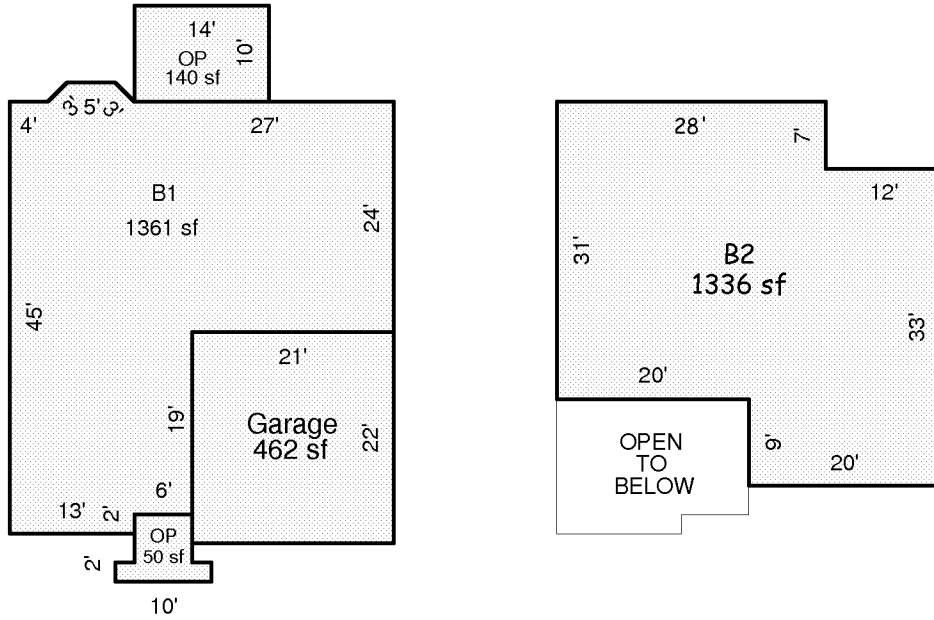 14'
10'
OP
140 sf
3' 5' 3'
4'
27'
B1
1361 sf
24'
45'
21'
19'
Garage
462 sf
22'
6'
13'
2'
OP
50 sf
2'
10'
28'
7'
12'
31'
B2
1336 sf
33'
20'
OPEN
TO
BELOW
9'
20'